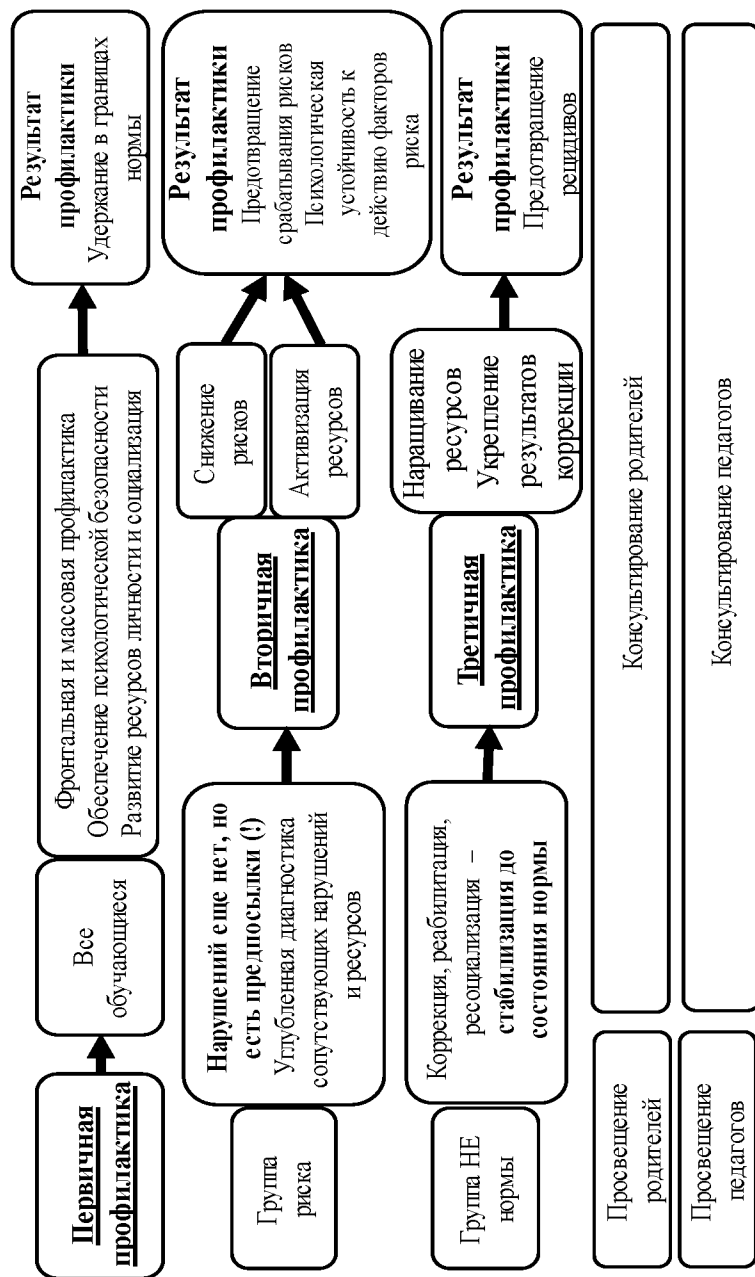 Первичная
профилактика
Все
обучающиеся
Фронтальная и массовая профилактика
Обеспечение психологической безопасности
Развитие ресурсов личности и социализация
Результат
профилактики
Удержание в границах
нормы
Группа
риска
Нарушений еще нет, но
есть предпосылки (!)
Углубленная диагностика
сопутствующих нарушений
и ресурсов
Вторичная
профилактика
Снижение
рисков
Активизация
ресурсов
Результат
профилактики
Предотвращение
срабатывания рисков
Психологическая
устойчивость к
действию факторов
риска
Группа НЕ
нормы
Коррекция, реабилитация,
ресоциализация –
стабилизация до
состояния нормы
Третичная
профилактика
Наращивание
ресурсов
Укрепление
результатов
коррекции
Результат
профилактики
Предотвращение
рецидивов
Просвещение
родителей
Консультирование родителей
Просвещение
педагогов
Консультирование педагогов